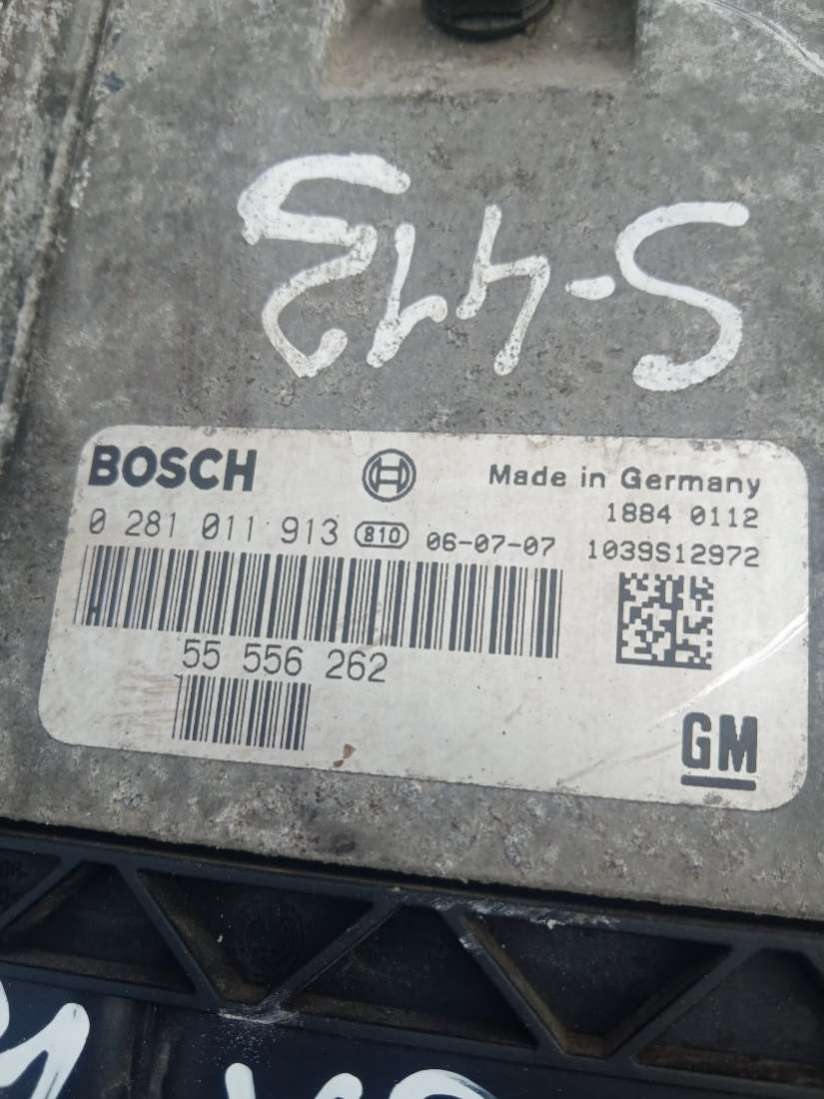 S-413
BOSCH Made in Germany
1884 0112
0 281 011 913 810 06-07-07 1039S12972
55 556 262
GM